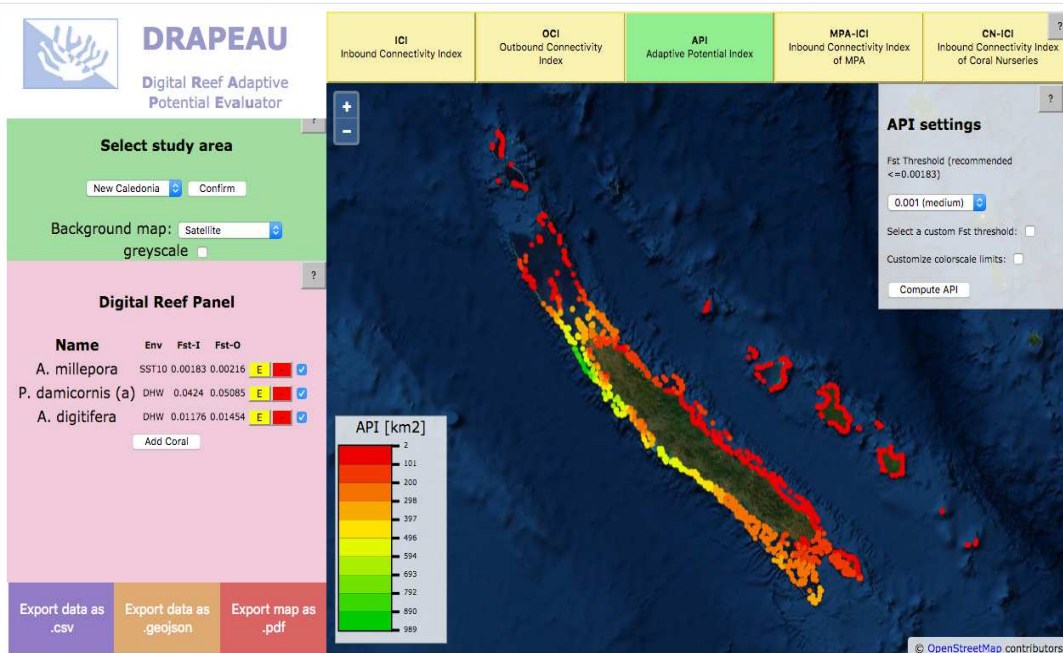 DRAPEAU
Digital Reef Adaptive
Potential Evaluator
ICI
Inbound Connectivity Index
OCI
Outbound Connectivity
Index
API
Adaptive Potential Index
MPA-ICI
Inbound Connectivity Index
of MPA
CN-ICI
Inbound Connectivity Index
of Coral Nurseries
?
?
Select study area
New Caledonia Confirm
Background map: Satellite
greyscale
?
Digital Reef Panel
Name Env Fst-I Fst-O
A. millepora SST10 0.00183 0.00216 E -
P. damicornis (a) DHW 0.0424 0.05085 E -
A. digitifera DHW 0.01176 0.01454 E -
Add Coral
Export data as
.csv
Export data as
.geojson
Export map as
.pdf
+
−
?
API settings
Fst Threshold (recommended
<=0.00183)
0.001 (medium)
Select a custom Fst threshold:
Customize colorscale limits:
Compute API
API [km2]
2
101
200
298
397
496
594
693
792
890
989
© OpenStreetMap contributors